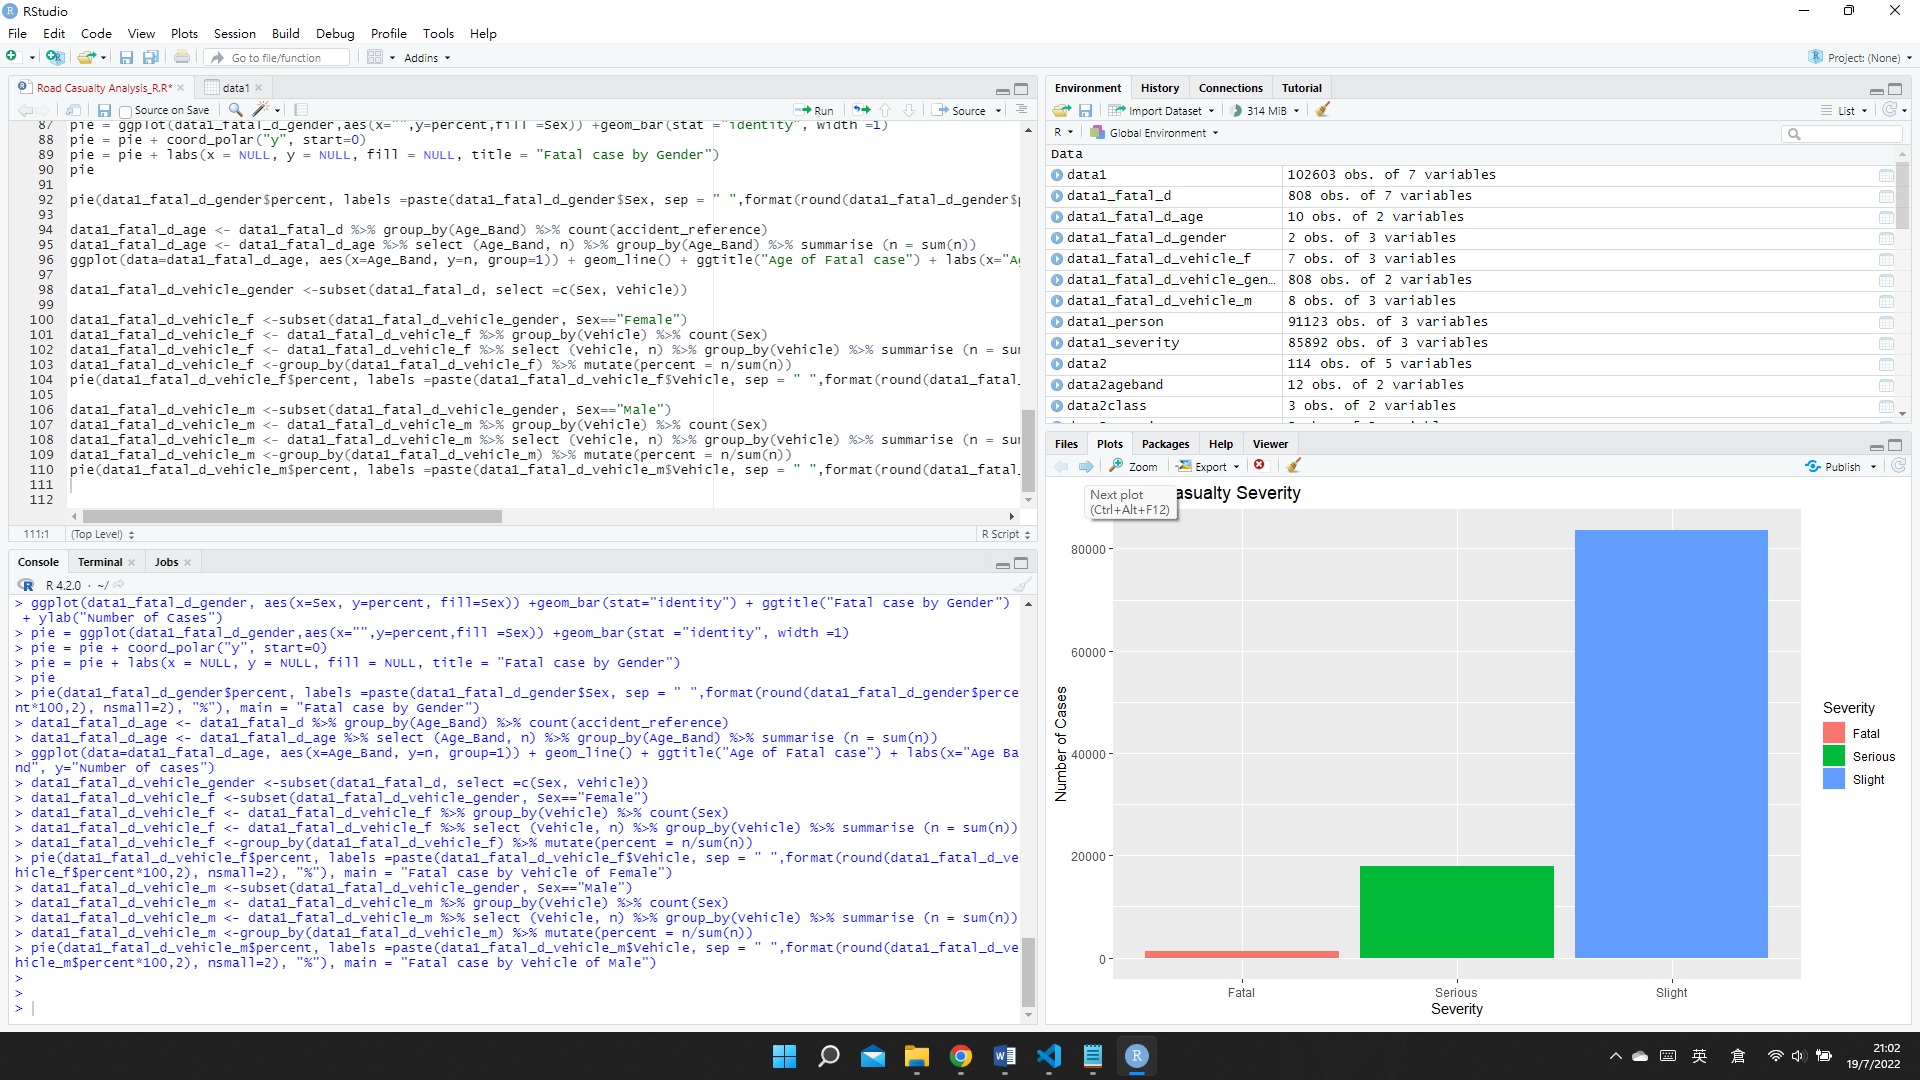 RStudio
File Edit Code View Plots Session Build Debug Profile Tools Help
Go to file/function Addins Project: (None)
Road Casualty Analysis_R.R* data1
Source on Save Run Source
87 pie = ggplot(data1_fatal_d_gender,aes(x="",y=percent,fill =Sex)) +geom_bar(stat ="identity", width =1)
88 pie = pie + coord_polar("y", start=0)
89 pie = pie + labs(x = NULL, y = NULL, fill = NULL, title = "Fatal case by Gender")
90 pie
91
92 pie(data1_fatal_d_gender$percent, labels =paste(data1_fatal_d_gender$Sex, sep = " ",format(round(data1_fatal_d_gender$
93
94 data1_fatal_d_age <- data1_fatal_d %>% group_by(Age_Band) %>% count(accident_reference)
95 data1_fatal_d_age <- data1_fatal_d_age %>% select (Age_Band, n) %>% group_by(Age_Band) %>% summarise (n = sum(n))
96 ggplot(data=data1_fatal_d_age, aes(x=Age_Band, y=n, group=1)) + geom_line() + ggtitle("Age of Fatal case") + labs(x="Ag
97
98 data1_fatal_d_vehicle_gender <-subset(data1_fatal_d, select =c(Sex, Vehicle))
99
100 data1_fatal_d_vehicle_f <-subset(data1_fatal_d_vehicle_gender, Sex=="Female")
101 data1_fatal_d_vehicle_f <- data1_fatal_d_vehicle_f %>% group_by(Vehicle) %>% count(Sex)
102 data1_fatal_d_vehicle_f <- data1_fatal_d_vehicle_f %>% select (Vehicle, n) %>% group_by(Vehicle) %>% summarise (n = sum
103 data1_fatal_d_vehicle_f <-group_by(data1_fatal_d_vehicle_f) %>% mutate(percent = n/sum(n))
104 pie(data1_fatal_d_vehicle_f$percent, labels =paste(data1_fatal_d_vehicle_f$Vehicle, sep = " ",format(round(data1_fatal_
105
106 data1_fatal_d_vehicle_m <-subset(data1_fatal_d_vehicle_gender, Sex=="Male")
107 data1_fatal_d_vehicle_m <- data1_fatal_d_vehicle_m %>% group_by(Vehicle) %>% count(Sex)
108 data1_fatal_d_vehicle_m <- data1_fatal_d_vehicle_m %>% select (Vehicle, n) %>% group_by(Vehicle) %>% summarise (n = sum
109 data1_fatal_d_vehicle_m <-group_by(data1_fatal_d_vehicle_m) %>% mutate(percent = n/sum(n))
110 pie(data1_fatal_d_vehicle_m$percent, labels =paste(data1_fatal_d_vehicle_m$Vehicle, sep = " ",format(round(data1_fatal_
111
112
111:1 (Top Level) R Script
Console Terminal Jobs
R 4.2.0 · ~/
> ggplot(data1_fatal_d_gender, aes(x=Sex, y=percent, fill=Sex)) +geom_bar(stat="identity") + ggtitle("Fatal case by Gender")
+ ylab("Number of Cases")
> pie = ggplot(data1_fatal_d_gender,aes(x="",y=percent,fill =Sex)) +geom_bar(stat ="identity", width =1)
> pie = pie + coord_polar("y", start=0)
> pie = pie + labs(x = NULL, y = NULL, fill = NULL, title = "Fatal case by Gender")
> pie
> pie(data1_fatal_d_gender$percent, labels =paste(data1_fatal_d_gender$Sex, sep = " ",format(round(data1_fatal_d_gender$perce
nt*100,2), nsmall=2), "%"), main = "Fatal case by Gender")
> data1_fatal_d_age <- data1_fatal_d %>% group_by(Age_Band) %>% count(accident_reference)
> data1_fatal_d_age <- data1_fatal_d_age %>% select (Age_Band, n) %>% group_by(Age_Band) %>% summarise (n = sum(n))
> ggplot(data=data1_fatal_d_age, aes(x=Age_Band, y=n, group=1)) + geom_line() + ggtitle("Age of Fatal case") + labs(x="Age Ba
nd", y="Number of cases")
> data1_fatal_d_vehicle_gender <-subset(data1_fatal_d, select =c(Sex, Vehicle))
> data1_fatal_d_vehicle_f <-subset(data1_fatal_d_vehicle_gender, Sex=="Female")
> data1_fatal_d_vehicle_f <- data1_fatal_d_vehicle_f %>% group_by(Vehicle) %>% count(Sex)
> data1_fatal_d_vehicle_f <- data1_fatal_d_vehicle_f %>% select (Vehicle, n) %>% group_by(Vehicle) %>% summarise (n = sum(n))
> data1_fatal_d_vehicle_f <-group_by(data1_fatal_d_vehicle_f) %>% mutate(percent = n/sum(n))
> pie(data1_fatal_d_vehicle_f$percent, labels =paste(data1_fatal_d_vehicle_f$Vehicle, sep = " ",format(round(data1_fatal_d_ve
hicle_f$percent*100,2), nsmall=2), "%"), main = "Fatal case by Vehicle of Female")
> data1_fatal_d_vehicle_m <-subset(data1_fatal_d_vehicle_gender, Sex=="Male")
> data1_fatal_d_vehicle_m <- data1_fatal_d_vehicle_m %>% group_by(Vehicle) %>% count(Sex)
> data1_fatal_d_vehicle_m <- data1_fatal_d_vehicle_m %>% select (Vehicle, n) %>% group_by(Vehicle) %>% summarise (n = sum(n))
> data1_fatal_d_vehicle_m <-group_by(data1_fatal_d_vehicle_m) %>% mutate(percent = n/sum(n))
> pie(data1_fatal_d_vehicle_m$percent, labels =paste(data1_fatal_d_vehicle_m$Vehicle, sep = " ",format(round(data1_fatal_d_ve
hicle_m$percent*100,2), nsmall=2), "%"), main = "Fatal case by Vehicle of Male")
>
>
>
Environment History Connections Tutorial
Import Dataset 314 MiB List
R Global Environment
Data
data1 102603 obs. of 7 variables
data1_fatal_d 808 obs. of 7 variables
data1_fatal_d_age 10 obs. of 2 variables
data1_fatal_d_gender 2 obs. of 3 variables
data1_fatal_d_vehicle_f 7 obs. of 3 variables
data1_fatal_d_vehicle_gen... 808 obs. of 2 variables
data1_fatal_d_vehicle_m 8 obs. of 3 variables
data1_person 91123 obs. of 3 variables
data1_severity 85892 obs. of 3 variables
data2 114 obs. of 5 variables
data2ageband 12 obs. of 2 variables
data2class 3 obs. of 2 variables
Files Plots Packages Help Viewer
Zoom Export Publish
Next plot
(Ctrl+Alt+F12)
asualty Severity
80000
60000
40000
20000
0
Number of Cases
Fatal Serious Slight
Severity
Severity
Fatal
Serious
Slight
英 倉 21:02
19/7/2022